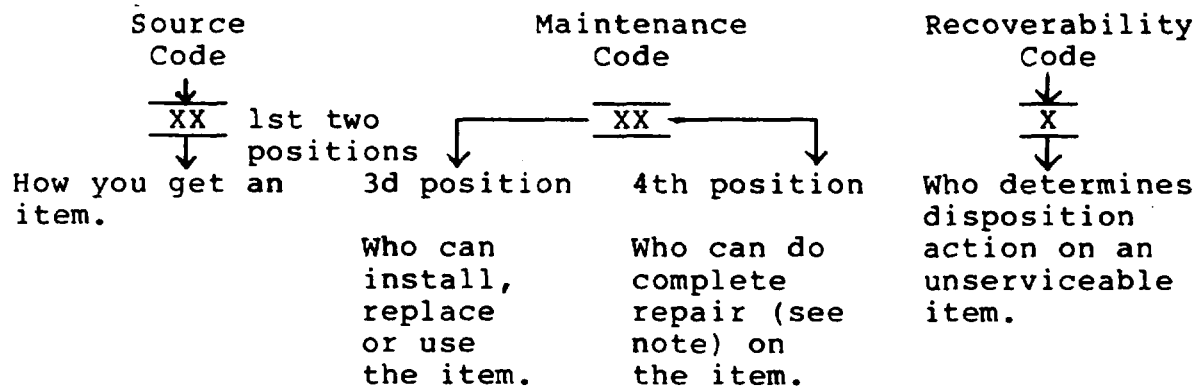 Source Maintenance Recoverability
Code Code Code
XX 1st two XX X
positions
How you get an 3d position 4th position Who determines
item. disposition
Who can Who can do action on an
install, complete unserviceable
replace repair (see item.
or use note) on
the item. the item.